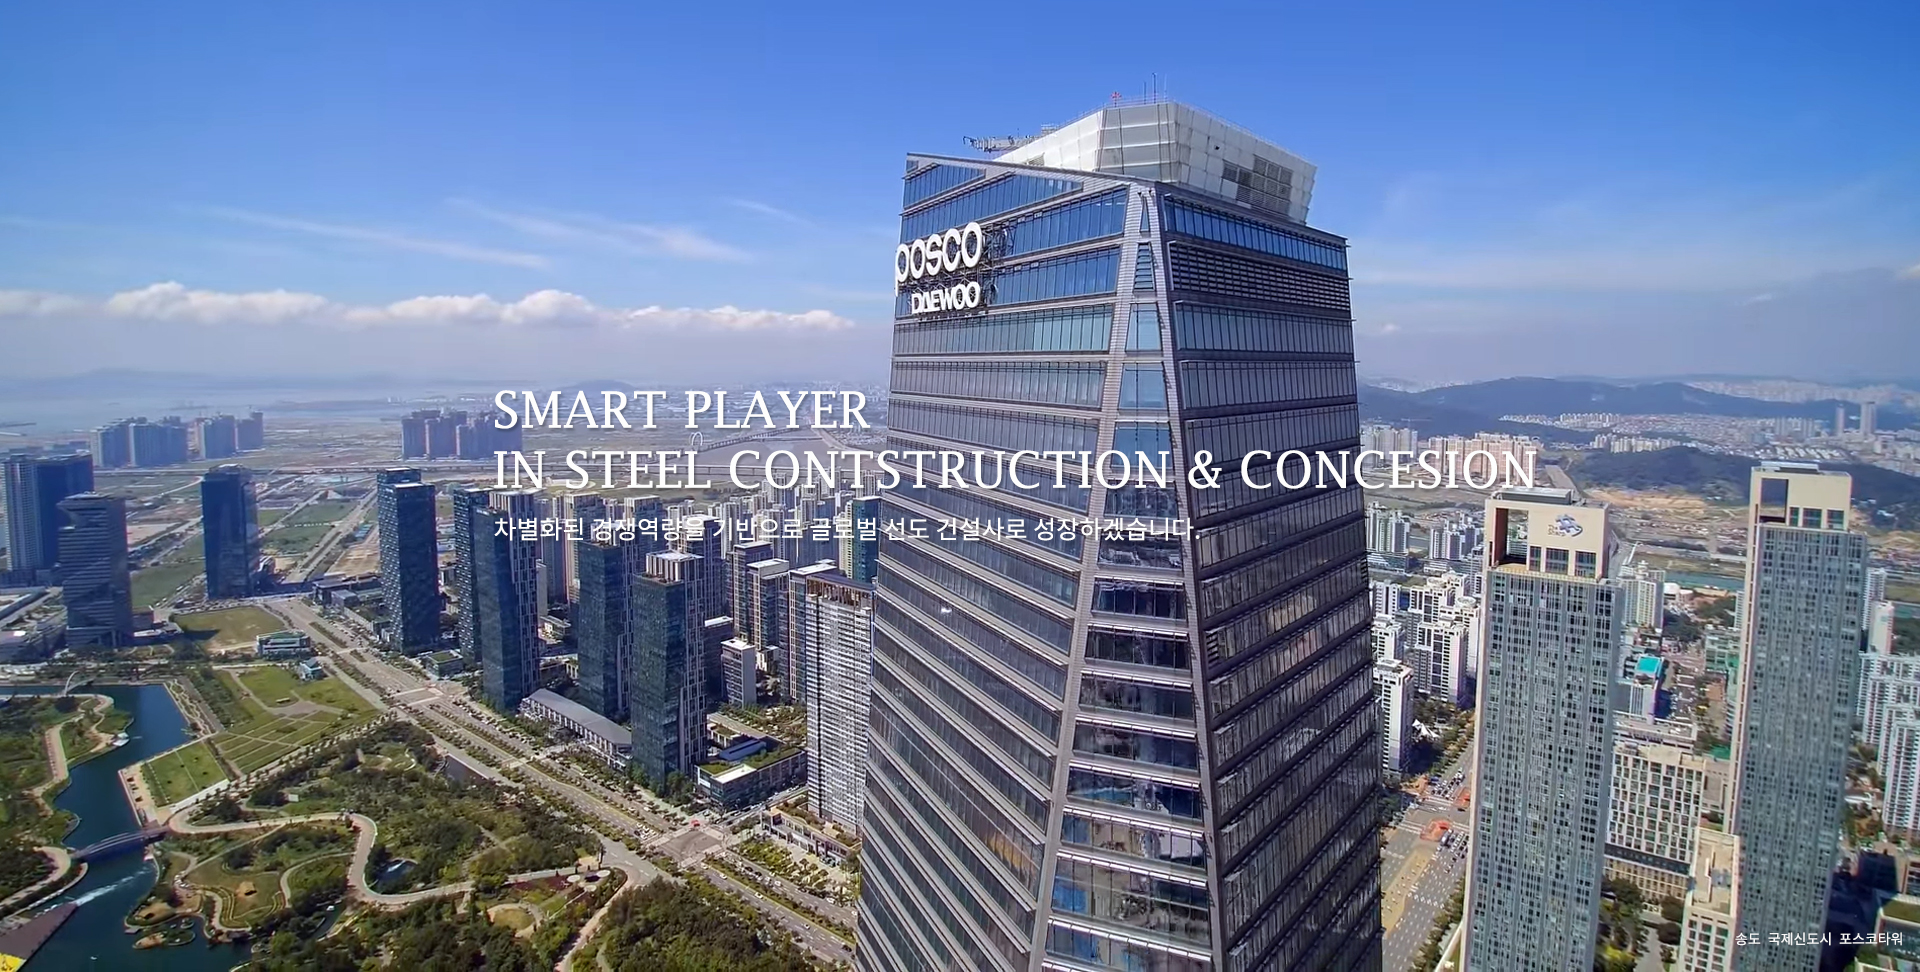 posco
DAEWOO
SMART PLAYER
IN STEEL CONTSTRUCTION & CONCESION
차별화된 경쟁역량을 기반으로 글로벌 선도 건설사로 성장하겠습니다.
송도 국제신도시 포스코타워